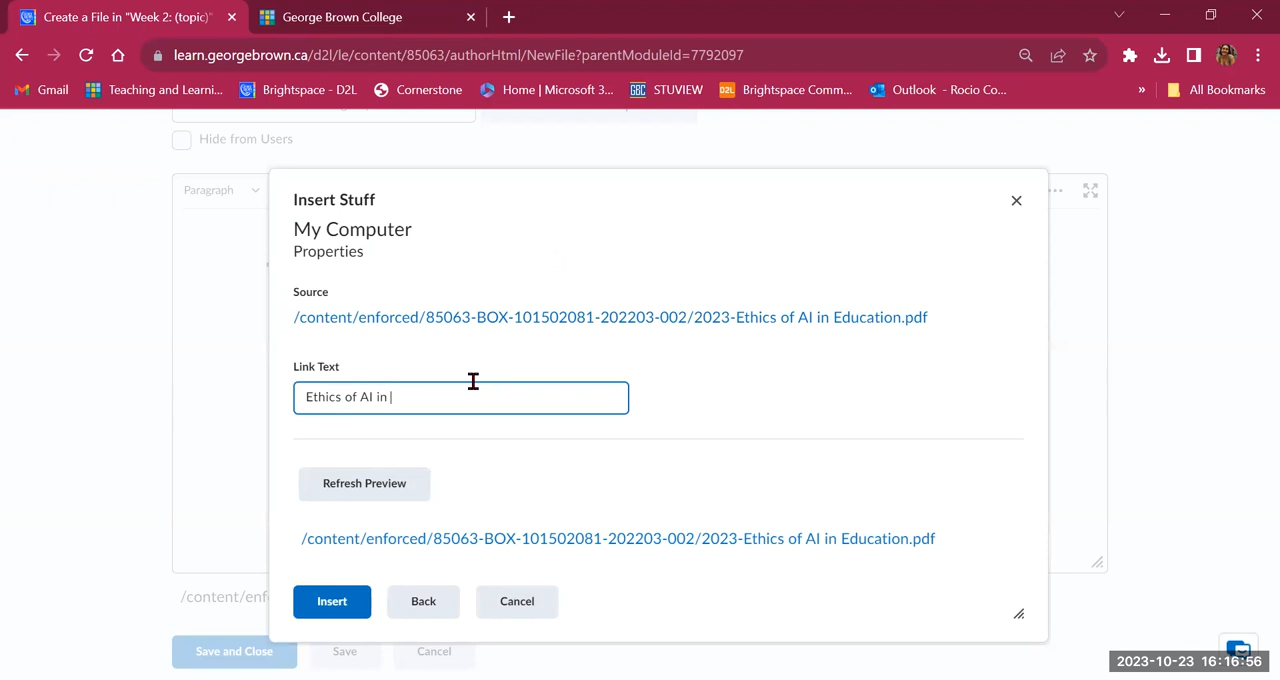 Create a File in "Week 2: (topic)"
George Brown College
learn.georgebrown.ca/d2l/le/content/85063/authorHtml/NewFile?parentModuleId=7792097
Gmail
Teaching and Learni...
Brightspace - D2L
Cornerstone
Home | Microsoft 3...
GBC STUVIEW
D2L Brightspace Comm...
Outlook - Rocio Co...
» All Bookmarks
Hide from Users
Paragraph
Insert Stuff
My Computer
Properties
Source
/content/enforced/85063-BOX-101502081-202203-002/2023-Ethics of AI in Education.pdf
Link Text
Ethics of AI in
Refresh Preview
/content/enforced/85063-BOX-101502081-202203-002/2023-Ethics of AI in Education.pdf
Insert
Back
Cancel
/content/enf
Save and Close
Save
Cancel
2023-10-23 16:16:56